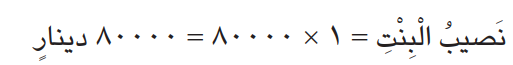 نَصيبُ الْبِنْتِ = ٨٠٠٠٠ × ١ = ٨٠٠٠٠ دينارٍ